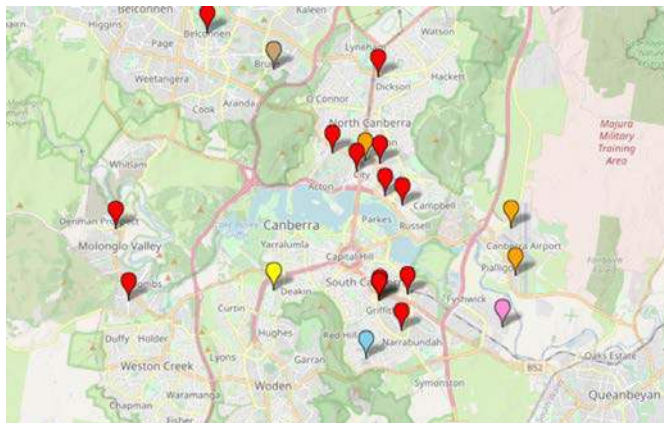 Belconnen
Kaleen
Watson
Higgins
Belconnen
Page
Lyneham
Bruce
Dickson
Weetangera
Hackett
O'Connor
Cook
Aranda
North Canberra
Majura
Military
Training
Area
Whitlam
City
Acton
Campbell
Denman Prospect
Parkes
Canberra
Russell
Molonglo Valley
Yarralumla
Canberra Airport
Capital Hill
Pialligo
Deakin
South Canberra
Fyshwick
Curtin
Griffith
Duffy
Holder
Hughes
Red Hill
Narrabundah
Lyons
Garran
Oaks Estate
Weston Creek
B52
Woden
Symonston
Waramanga
Queanbeyan
Chapman
Fisher